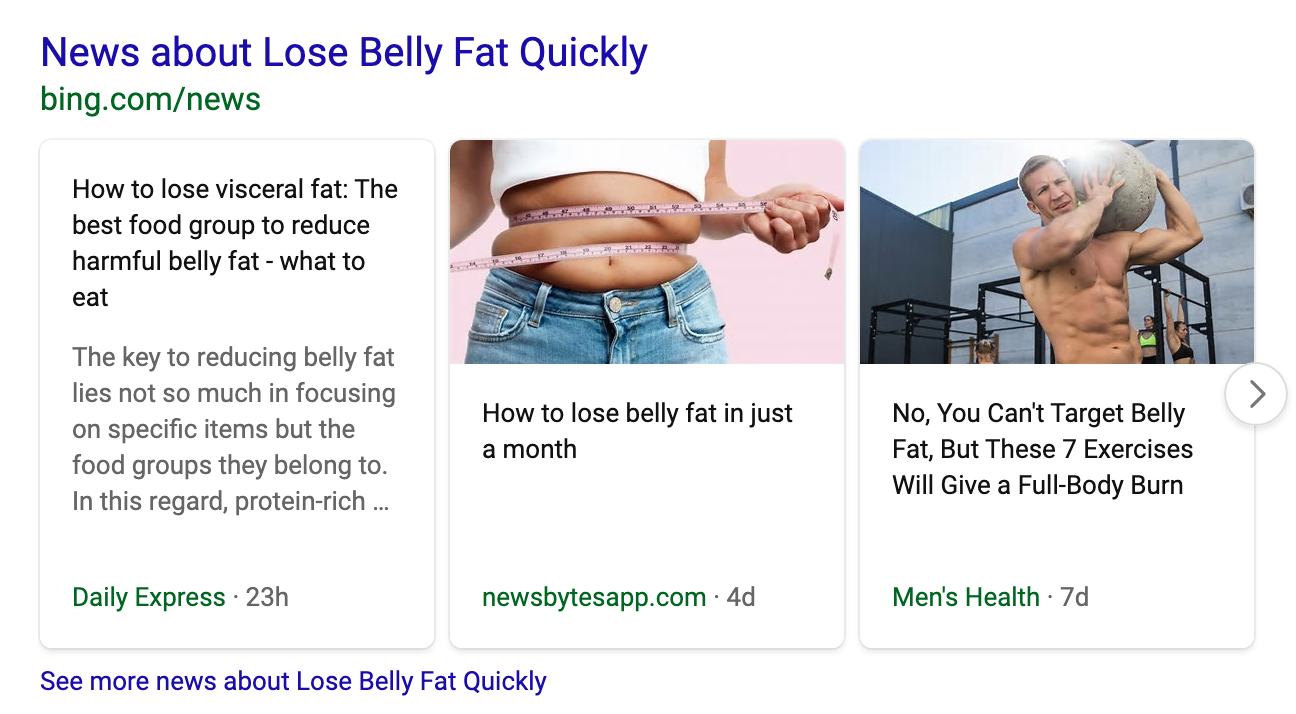 News about Lose Belly Fat Quickly
bing.com/news
How to lose visceral fat: The
best food group to reduce
harmful belly fat - what to
eat
The key to reducing belly fat
lies not so much in focusing
on specific items but the
food groups they belong to.
In this regard, protein-rich ...
Daily Express · 23h
How to lose belly fat in just
a month
newsbytesapp.com · 4d
No, You Can't Target Belly
Fat, But These 7 Exercises
Will Give a Full-Body Burn
Men's Health · 7d
See more news about Lose Belly Fat Quickly